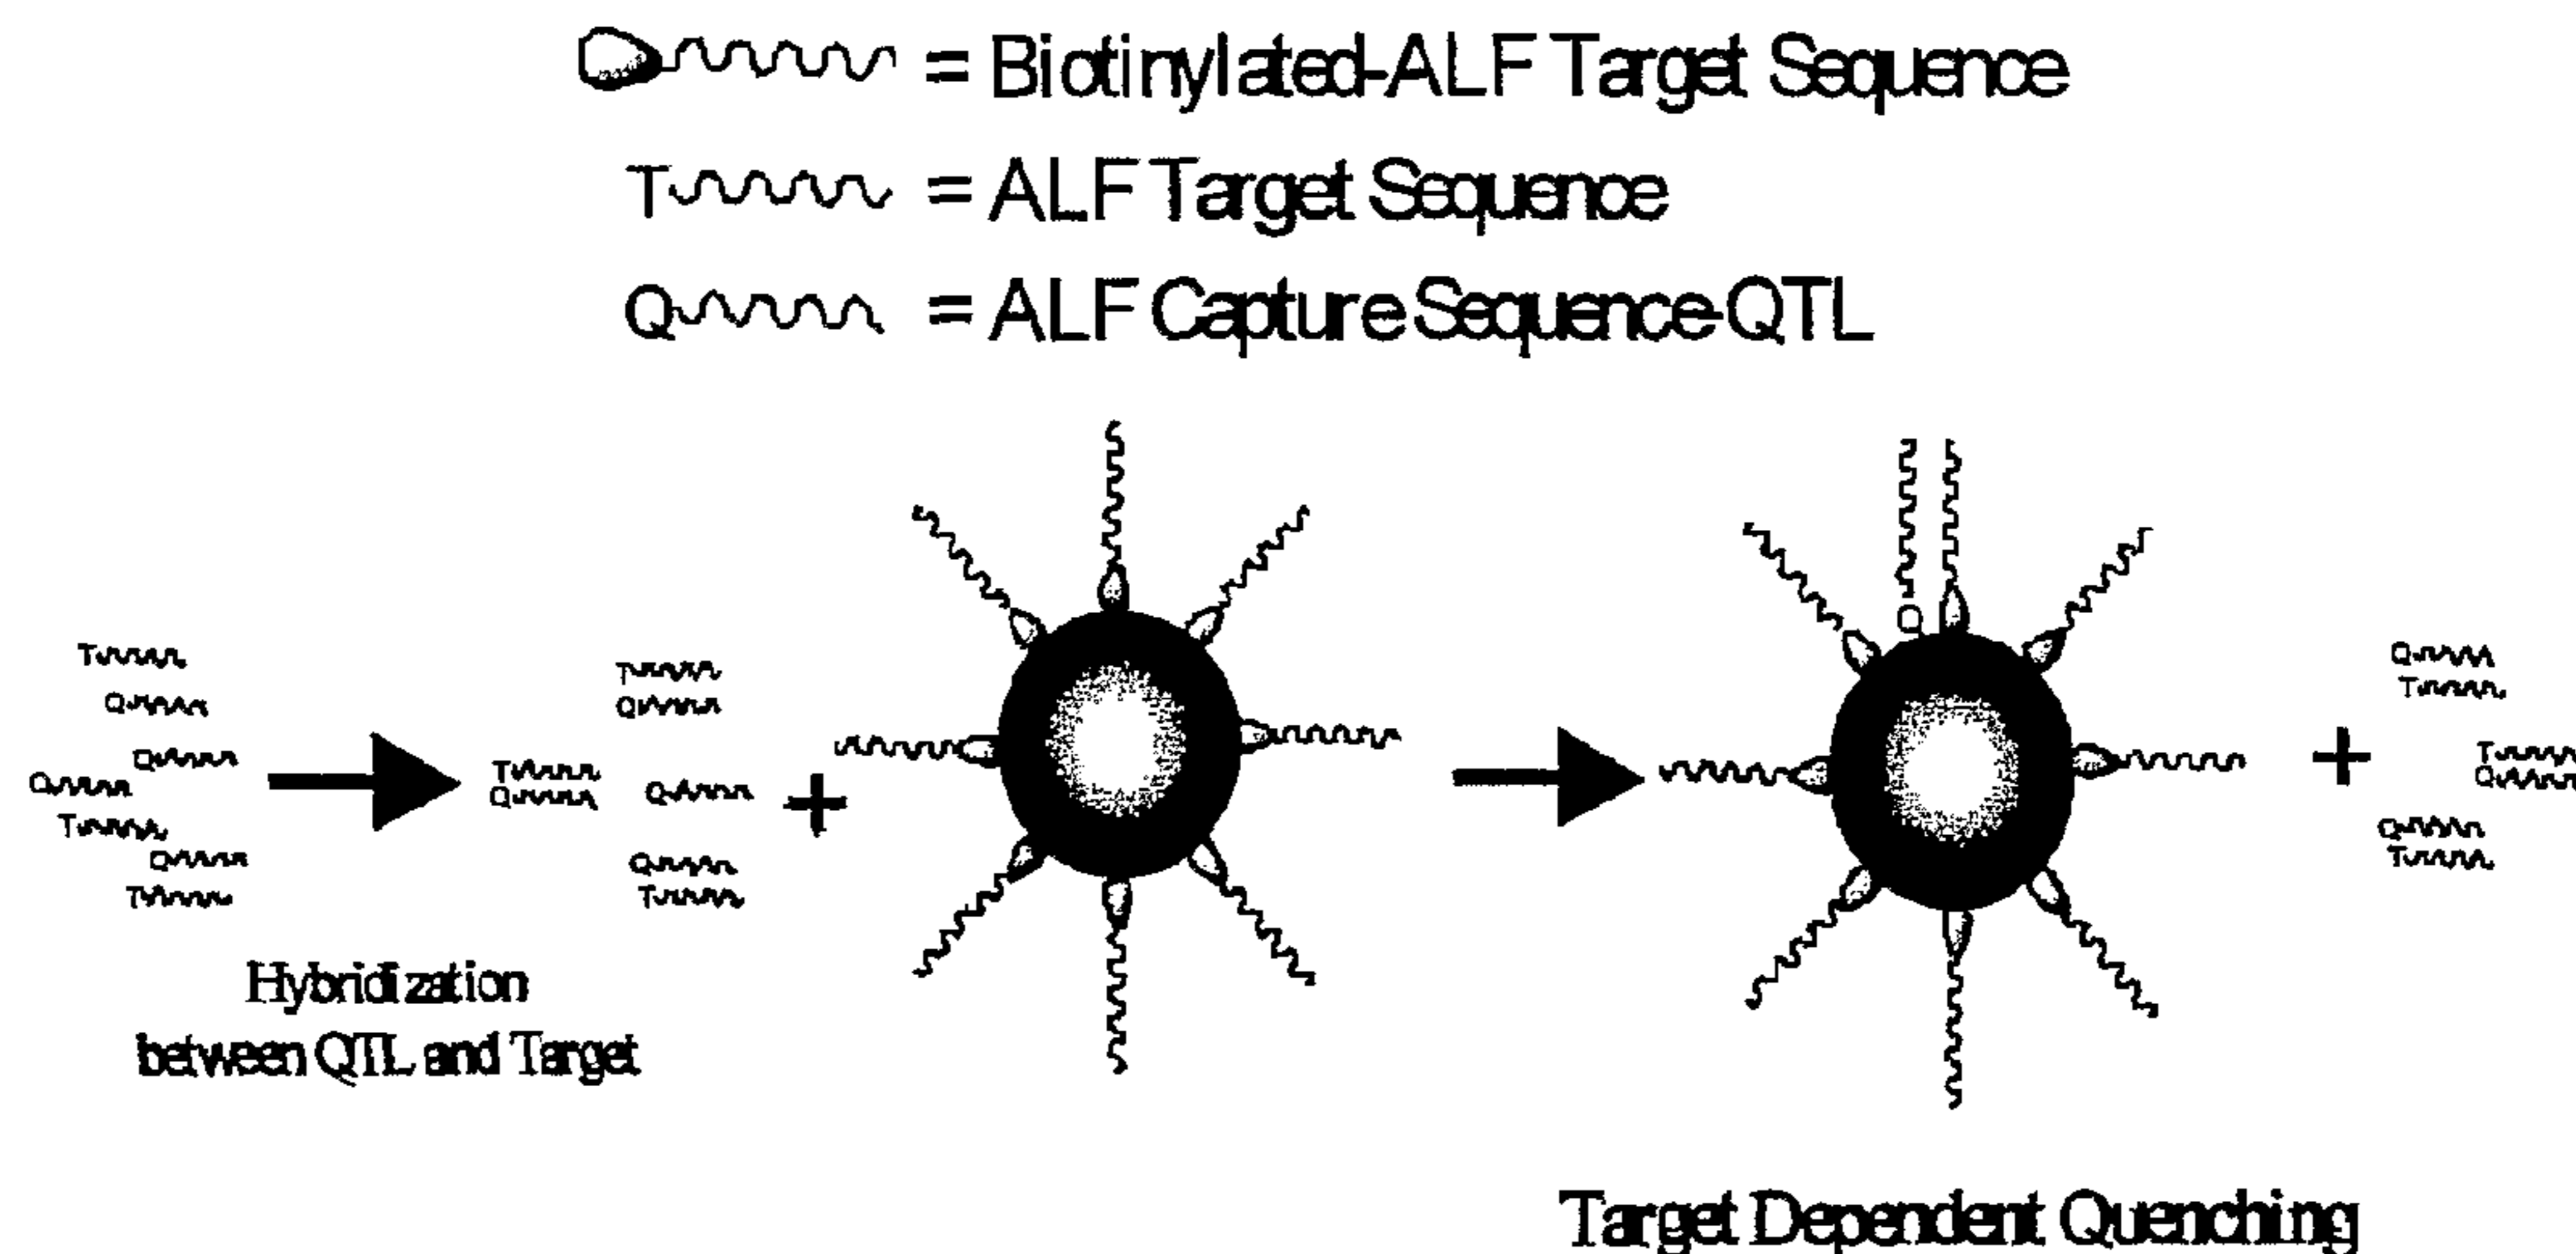 = Biotinylated-ALF Target Sequence
T = ALF Target Sequence
Q = ALF Capture Sequence-QTL
T
Q
Q
Q
T
Q
T
T
Q
T
Q
Q
Q
T
+
Q
+
Q
T
T
Q
Q
T
Hybridization
between QTL and Target
Target Dependent Quenching